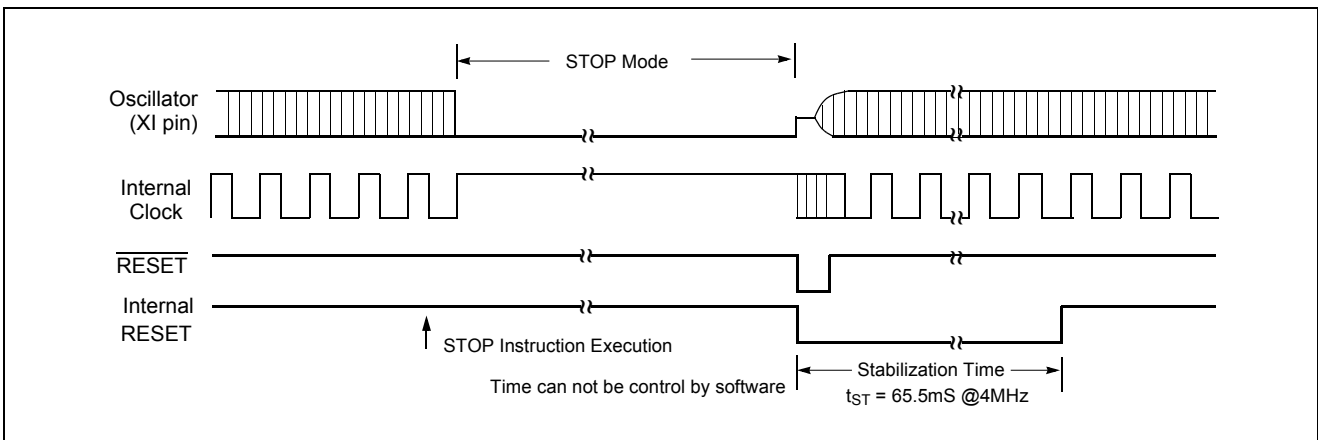 STOP Mode
Oscillator
(XI pin)
Internal
Clock
RESET
Internal
RESET
STOP Instruction Execution
Time can not be control by software
Stabilization Time
tST = 65.5mS @4MHz